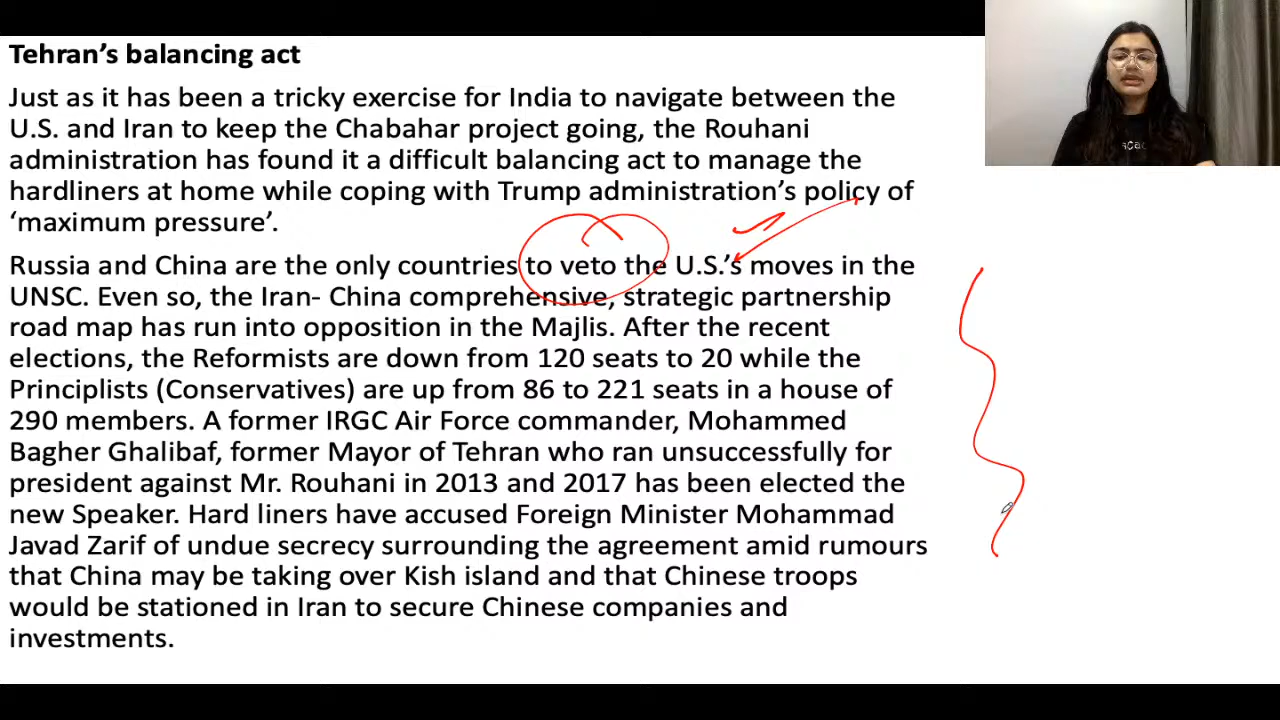 Tehran’s balancing act
Just as it has been a tricky exercise for India to navigate between the
U.S. and Iran to keep the Chabahar project going, the Rouhani
administration has found it a difficult balancing act to manage the
hardliners at home while coping with Trump administration’s policy of
‘maximum pressure’.
Russia and China are the only countries to veto the U.S.’s moves in the
UNSC. Even so, the Iran- China comprehensive, strategic partnership
road map has run into opposition in the Majlis. After the recent
elections, the Reformists are down from 120 seats to 20 while the
Principlists (Conservatives) are up from 86 to 221 seats in a house of
290 members. A former IRGC Air Force commander, Mohammed
Bagher Ghalibaf, former Mayor of Tehran who ran unsuccessfully for
president against Mr. Rouhani in 2013 and 2017 has been elected the
new Speaker. Hard liners have accused Foreign Minister Mohammad
Javad Zarif of undue secrecy surrounding the agreement amid rumours
that China may be taking over Kish island and that Chinese troops
would be stationed in Iran to secure Chinese companies and
investments.